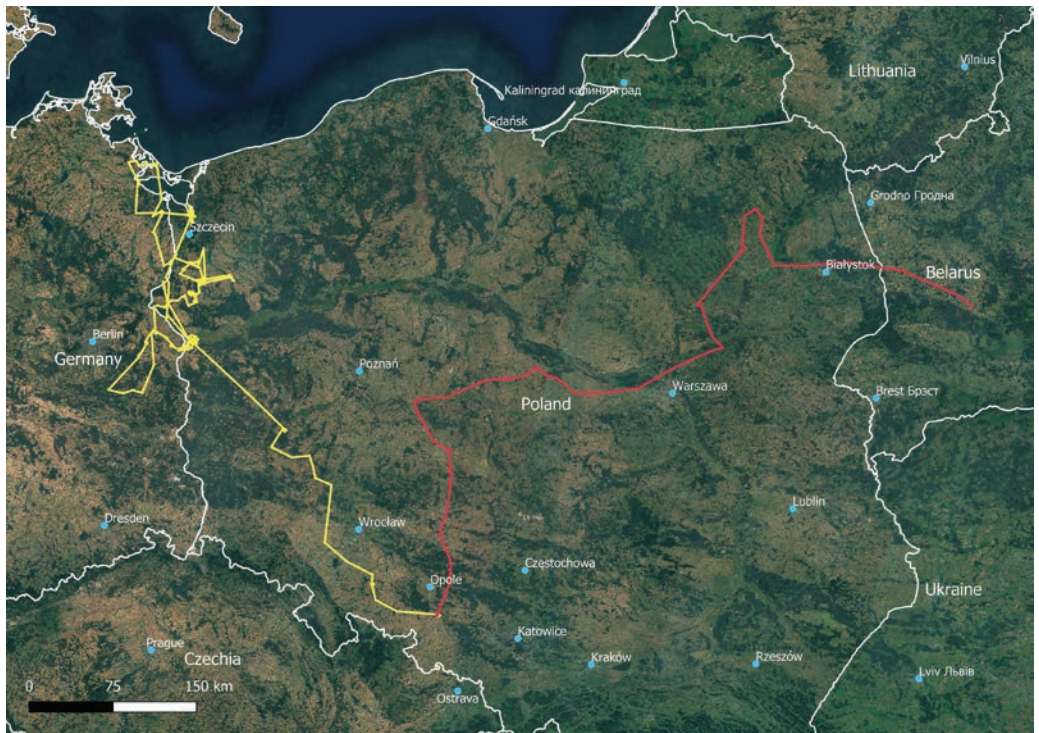 Lithuania
Vilnius
Kaliningrad калининград
Gdańsk
Grodno Гродна
Szczecin
Białystok
Belarus
Berlin
Germany
Poznań
Warszawa
Poland
Brest Брэст
Lublin
Dresden
Wrocław
Częstochowa
Opole
Ukraine
Prague
Czechia
Katowice
Kraków
Rzeszów
Lviv Львів
0 75 150 km
Ostrava